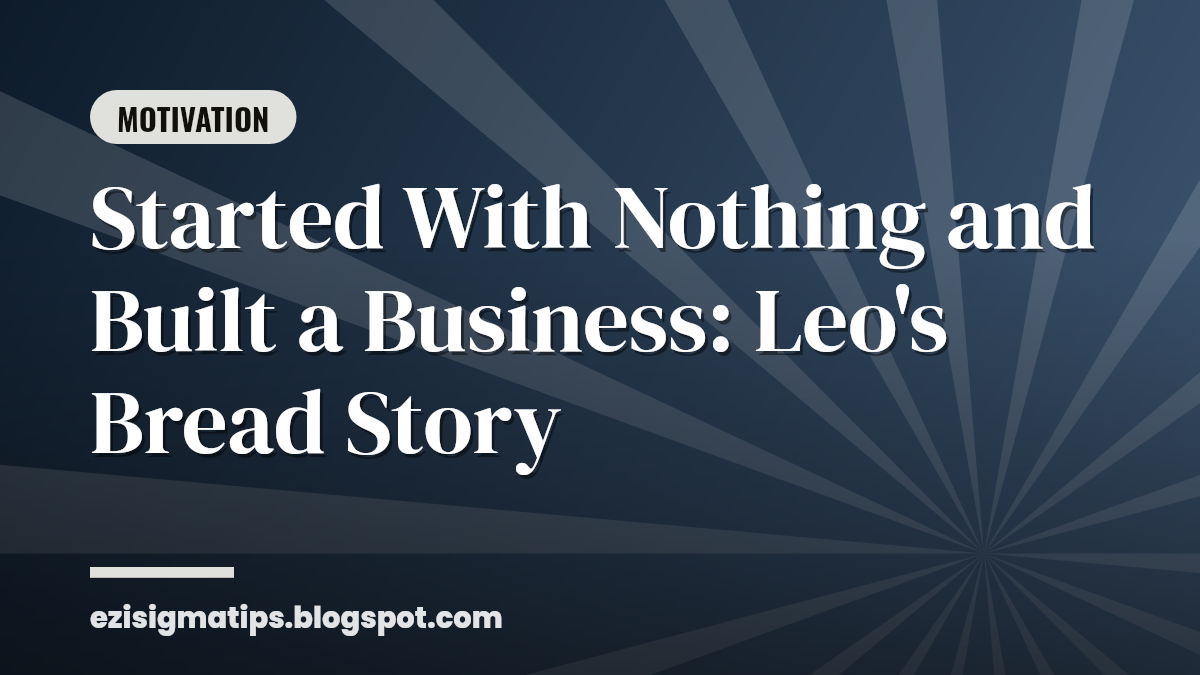 MOTIVATION
Started With Nothing and
Built a Business: Leo's
Bread Story
ezisigmatips.blogspot.com